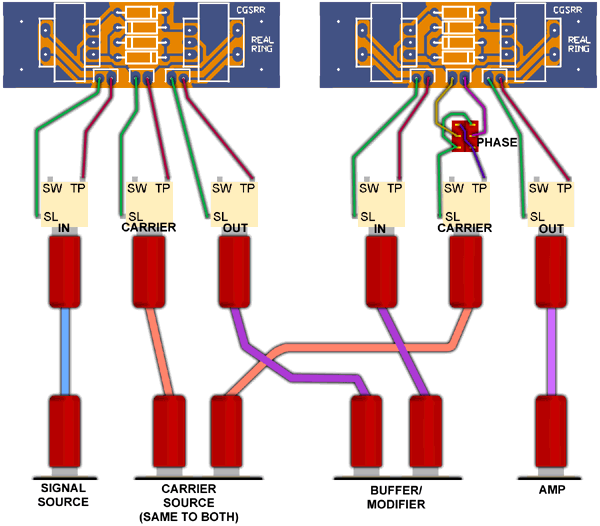 CGSRR
REAL
RING
CGSRR
REAL
RING
PHASE
SW TP
SL
IN
SW TP
SL
CARRIER
SW TP
SL
OUT
SW TP
SL
IN
SW TP
SL
CARRIER
SW TP
SL
OUT
SIGNAL
SOURCE
CARRIER
SOURCE
(SAME TO BOTH)
BUFFER/
MODIFIER
AMP